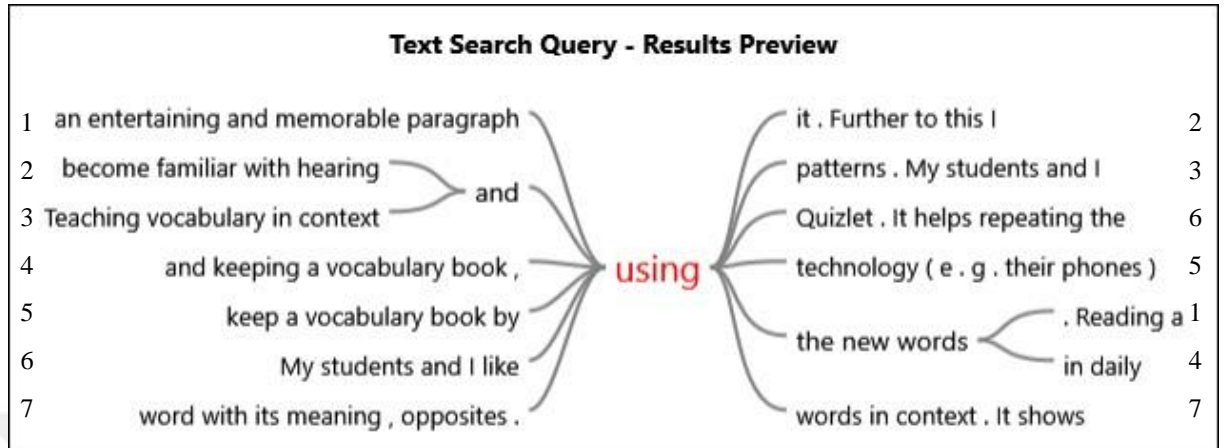 Text Search Query - Results Preview
1 an entertaining and memorable paragraph
2 become familiar with hearing
3 Teaching vocabulary in context
and
4 and keeping a vocabulary book ,
5 keep a vocabulary book by
6 My students and I like
7 word with its meaning , opposites .
using
it . Further to this I 2
patterns . My students and I 3
Quizlet . It helps repeating the 6
technology ( e . g . their phones ) 5
the new words
. Reading a 1
in daily 4
words in context . It shows 7